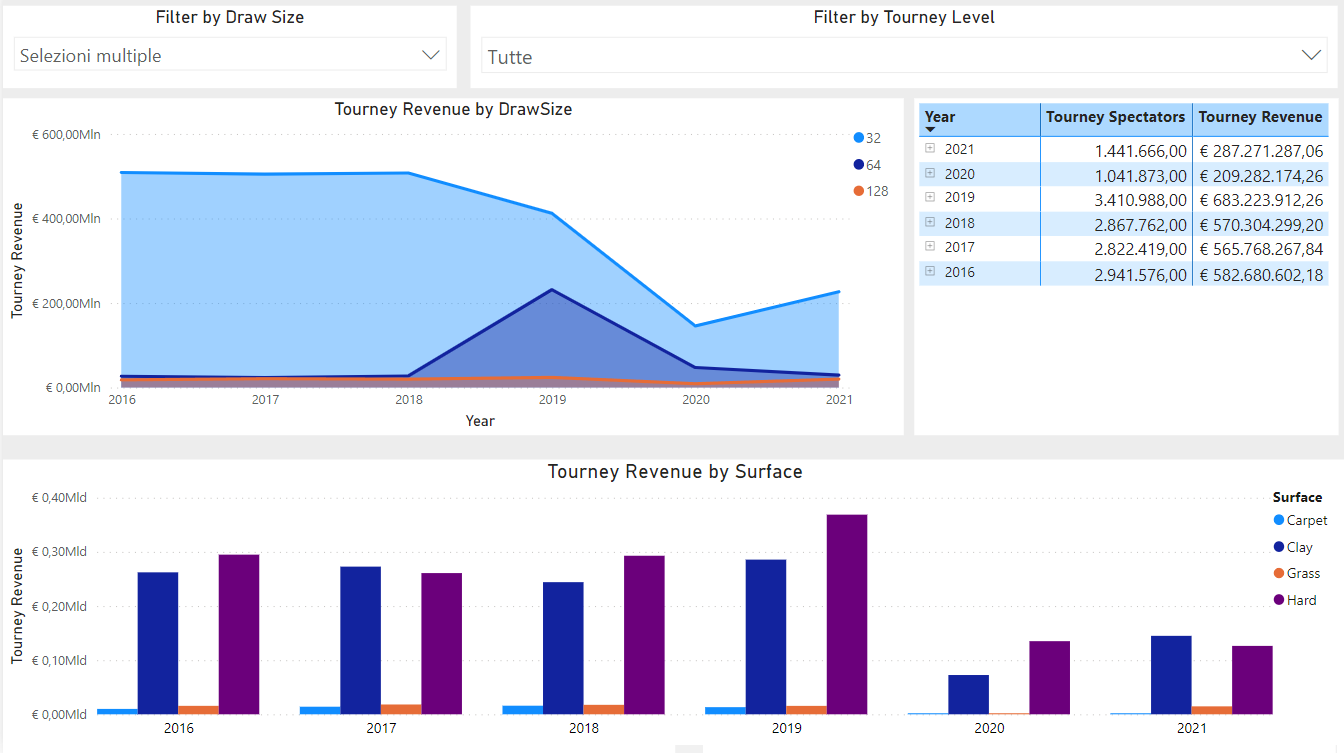 Filter by Draw Size
Selezioni multiple
Filter by Tourney Level
Tutte
Tourney Revenue by DrawSize
Tourney Revenue
€ 600,00Mln
€ 400,00Mln
€ 200,00Mln
€ 0,00Mln
2016 2017 2018 2019 2020 2021
Year
32
64
128
Year Tourney Spectators Tourney Revenue
2021 1.441.666,00 € 287.271.287,06
2020 1.041.873,00 € 209.282.174,26
2019 3.410.988,00 € 683.223.912,26
2018 2.867.762,00 € 570.304.299,20
2017 2.822.419,00 € 565.768.267,84
2016 2.941.576,00 € 582.680.602,18
Tourney Revenue by Surface
Tourney Revenue
€ 0,40Mld
€ 0,30Mld
€ 0,20Mld
€ 0,10Mld
€ 0,00Mld
2016 2017 2018 2019 2020 2021
Surface
Carpet
Clay
Grass
Hard